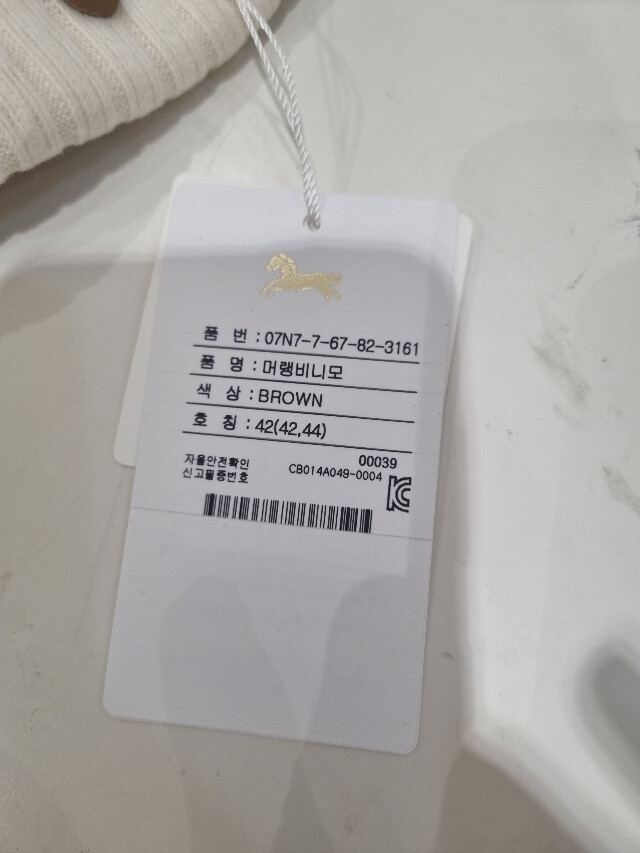 품 번 : 07N7-7-67-82-3161
품 명 : 머랭비니모
색 상 : BROWN
호 칭 : 42(42,44)
자율안전확인 00039
신고필증번호 CB014A049-0004